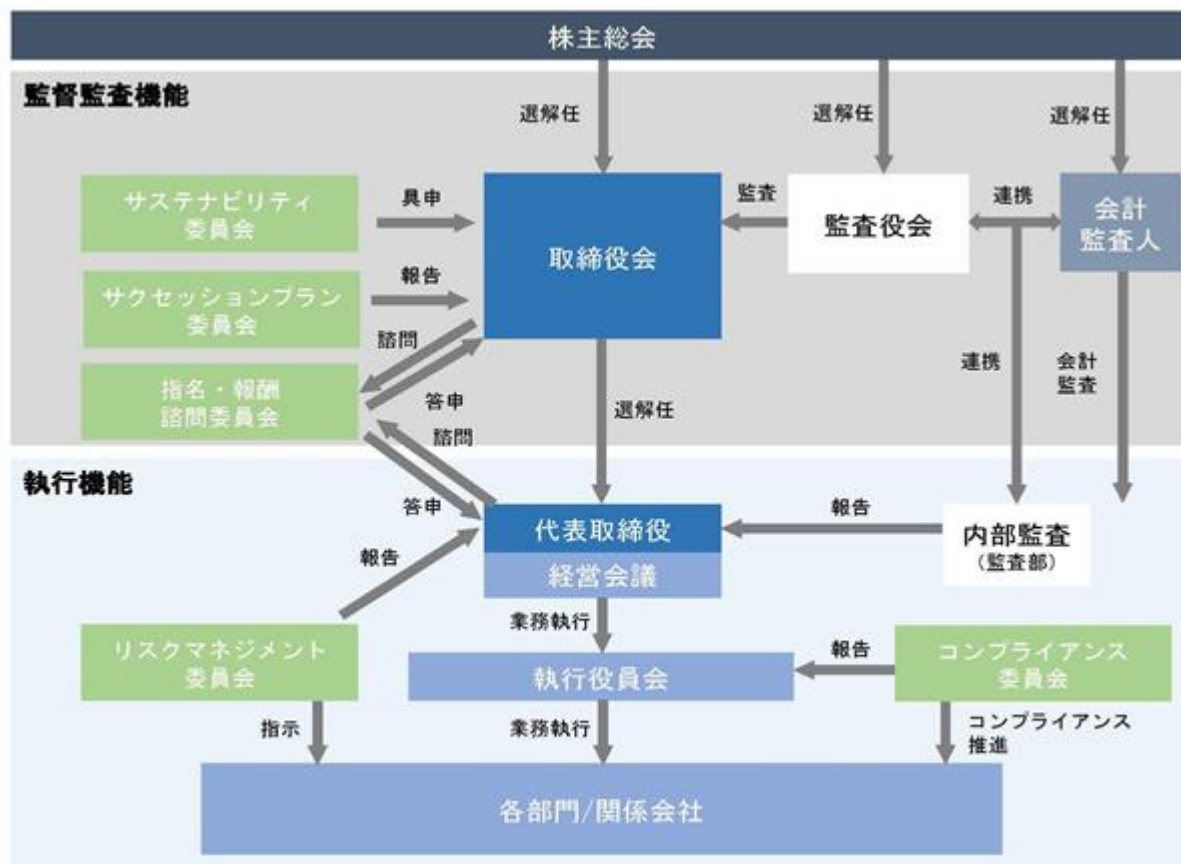 株主総会
監督監査機能
選解任
選解任
選解任
サステナビリティ
委員会
具申
取締役会
監査
監査役会
連携
会計
監査人
サクセッションプラン
委員会
報告
諮問
指名・報酬
諮問委員会
答申
選解任
連携
会計
監査
諮問
執行機能
答申
代表取締役
経営会議
報告
内部監査
(監査部)
報告
業務執行
リスクマネジメント
委員会
執行役員会
報告
コンプライアンス
委員会
指示
業務執行
コンプライアンス
推進
各部門/関係会社